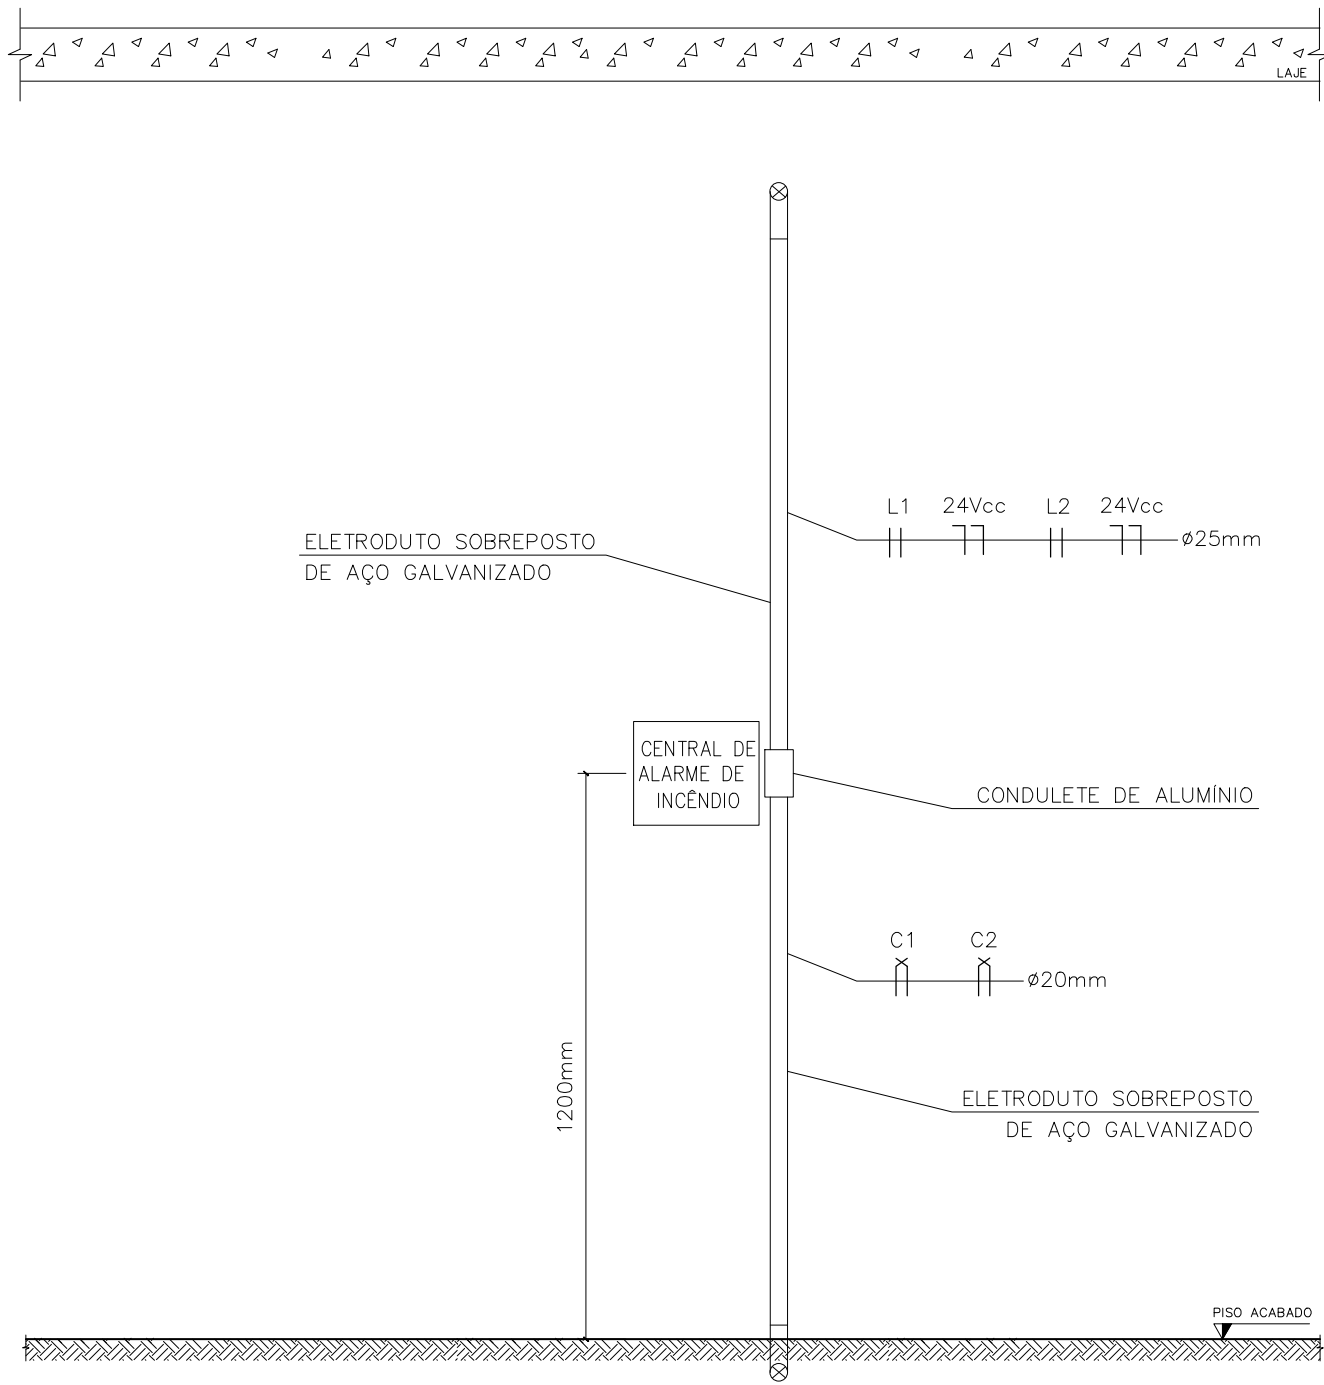 LAJE
L1 24Vcc L2 24Vcc
ø25mm
ELETRODUTO SOBREPOSTO
DE AÇO GALVANIZADO
CENTRAL DE
ALARME DE
INCÊNDIO
CONDULETE DE ALUMÍNIO
C1 C2
ø20mm
1200mm
ELETRODUTO SOBREPOSTO
DE AÇO GALVANIZADO
PISO ACABADO